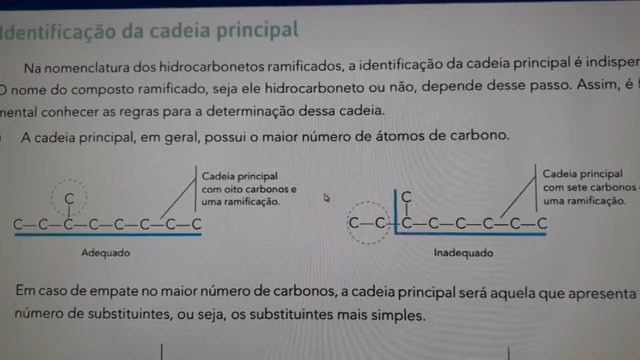 Identificação da cadeia principal
Na nomenclatura dos hidrocarbonetos ramificados, a identificação da cadeia principal é
O nome do composto ramificado, seja ele hidrocarboneto ou não, depende desse passo. Assim, é
mental conhecer as regras para a determinação dessa cadeia.
A cadeia principal, em geral, possui o maior número de átomos de carbono.
Cadeia principal
com oito carbonos e
uma ramificação.
C
C—C—C—C—C—C—C—C
Adequado
Cadeia principal
com sete carbonos
uma ramificação.
C
C—C—C—C—C—C—C—C
Inadequado
Em caso de empate no maior número de carbonos, a cadeia principal será aquela que apresenta
número de substituintes, ou seja, os substituintes mais simples.